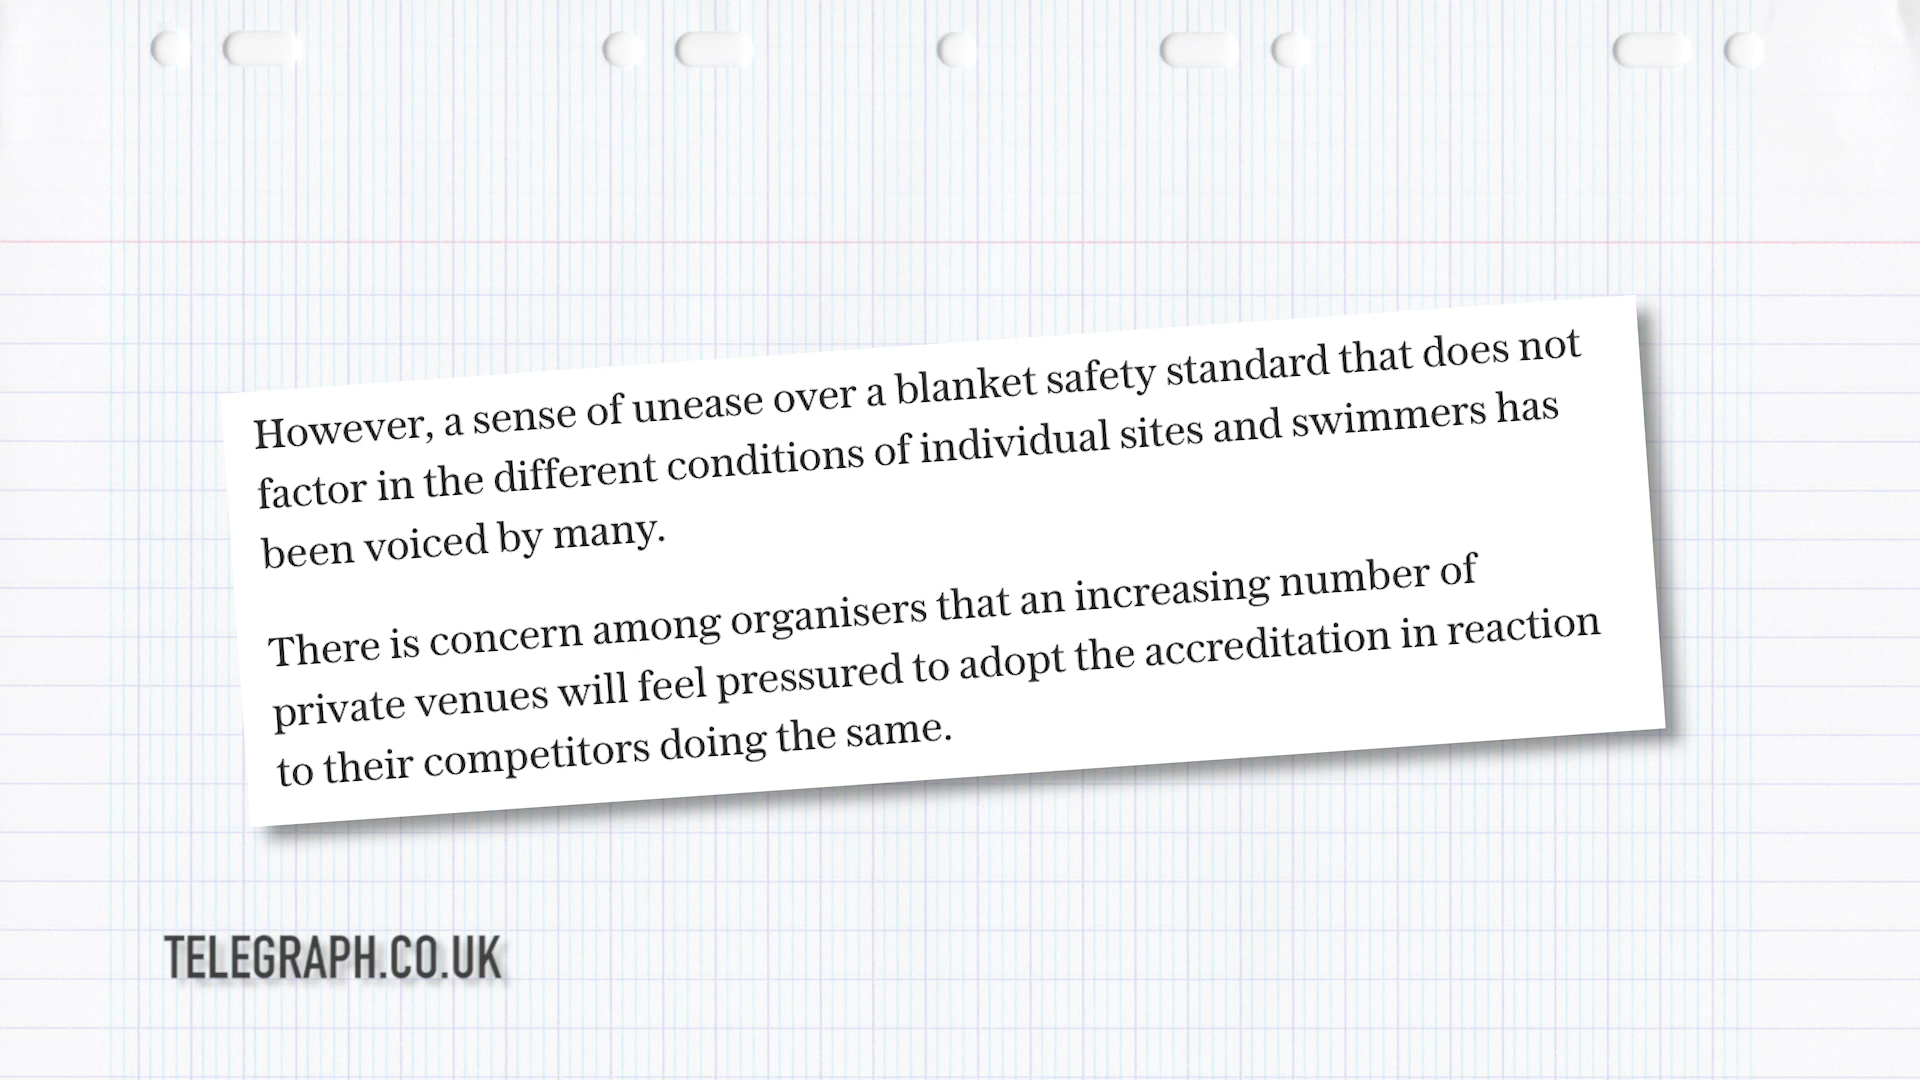 However, a sense of unease over a blanket safety standard that does not
factor in the different conditions of individual sites and swimmers has
been voiced by many.
There is concern among organisers that an increasing number of
private venues will feel pressured to adopt the accreditation in reaction
to their competitors doing the same.
TELEGRAPH.CO.UK